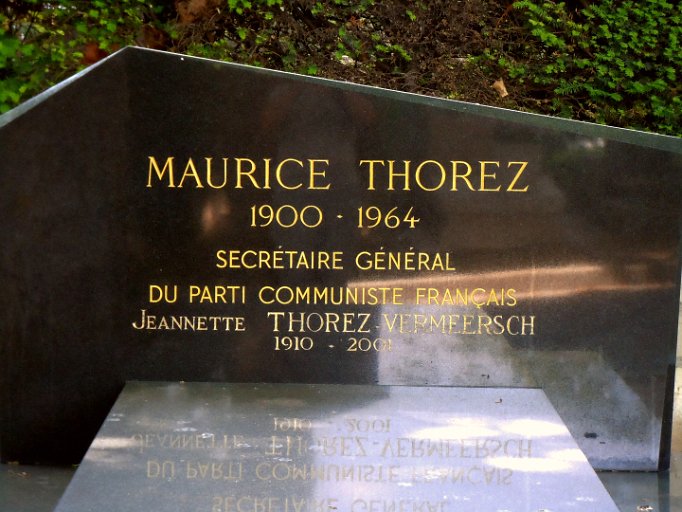 MAURICE THOREZ
1900 - 1964
SECRÉTAIRE GÉNÉRAL
DU PARTI COMMUNISTE FRANÇAIS
JEANNETTE THOREZ-VERMEERSCH
1910 - 2001